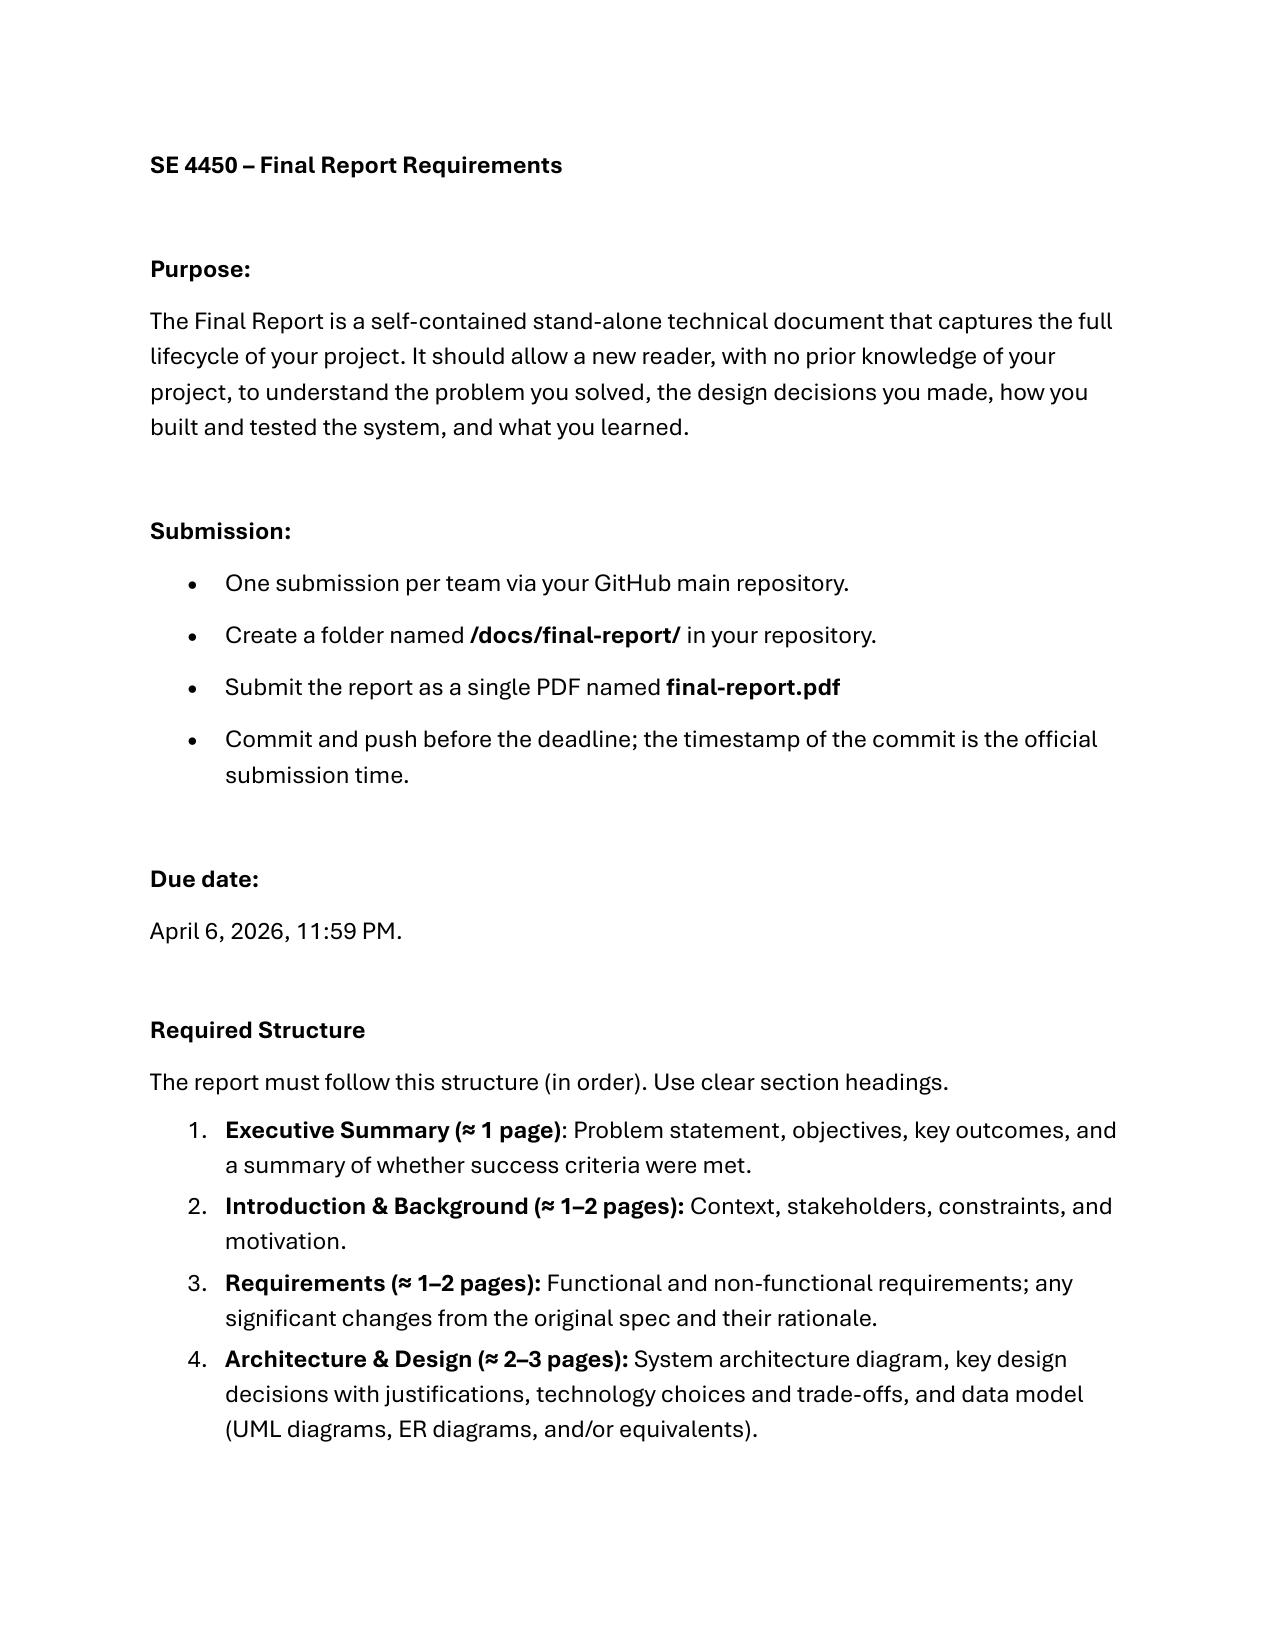 SE 4450 – Final Report Requirements
Purpose:
The Final Report is a self-contained stand-alone technical document that captures the full
lifecycle of your project. It should allow a new reader, with no prior knowledge of your
project, to understand the problem you solved, the design decisions you made, how you
built and tested the system, and what you learned.
Submission:
• One submission per team via your GitHub main repository.
• Create a folder named /docs/final-report/ in your repository.
• Submit the report as a single PDF named final-report.pdf
• Commit and push before the deadline; the timestamp of the commit is the official
submission time.
Due date:
April 6, 2026, 11:59 PM.
Required Structure
The report must follow this structure (in order). Use clear section headings.
1. Executive Summary (≈ 1 page): Problem statement, objectives, key outcomes, and
a summary of whether success criteria were met.
2. Introduction & Background (≈ 1–2 pages): Context, stakeholders, constraints, and
motivation.
3. Requirements (≈ 1–2 pages): Functional and non-functional requirements; any
significant changes from the original spec and their rationale.
4. Architecture & Design (≈ 2–3 pages): System architecture diagram, key design
decisions with justifications, technology choices and trade-offs, and data model
(UML diagrams, ER diagrams, and/or equivalents).